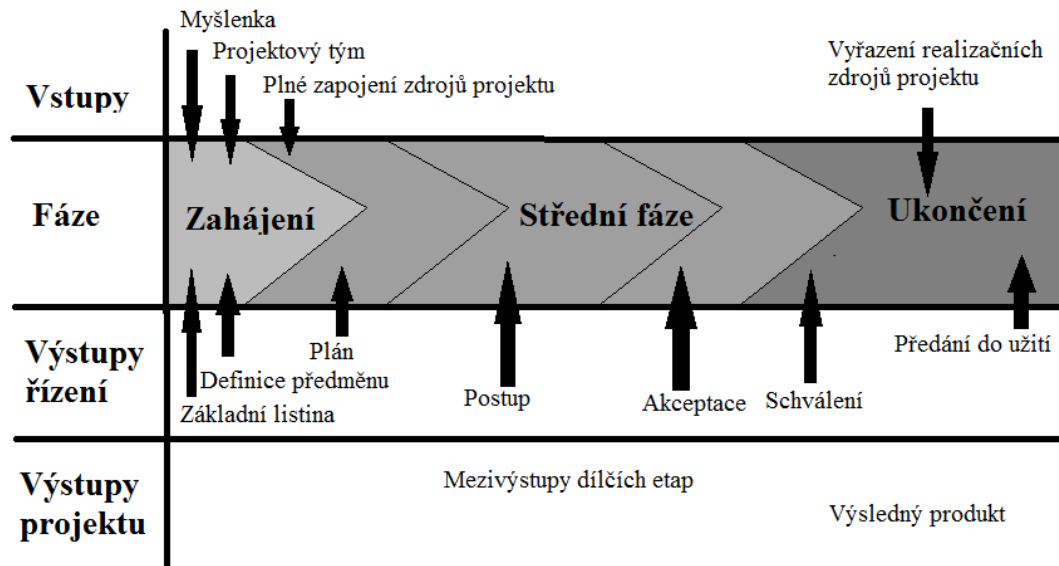 Myšlenka
Projektový tým
Plné zapojení zdrojů projektu
Vyřazení realizačních
zdrojů projektu
Vstupy
Fáze
Zahájení
Střední fáze
Ukončení
Výstupy
řízení
Plán
Definice předměnu
Základní listina
Postup
Akceptace
Schválení
Předání do užití
Výstupy
projektu
Mezivýstupy dílčích etap
Výsledný produkt